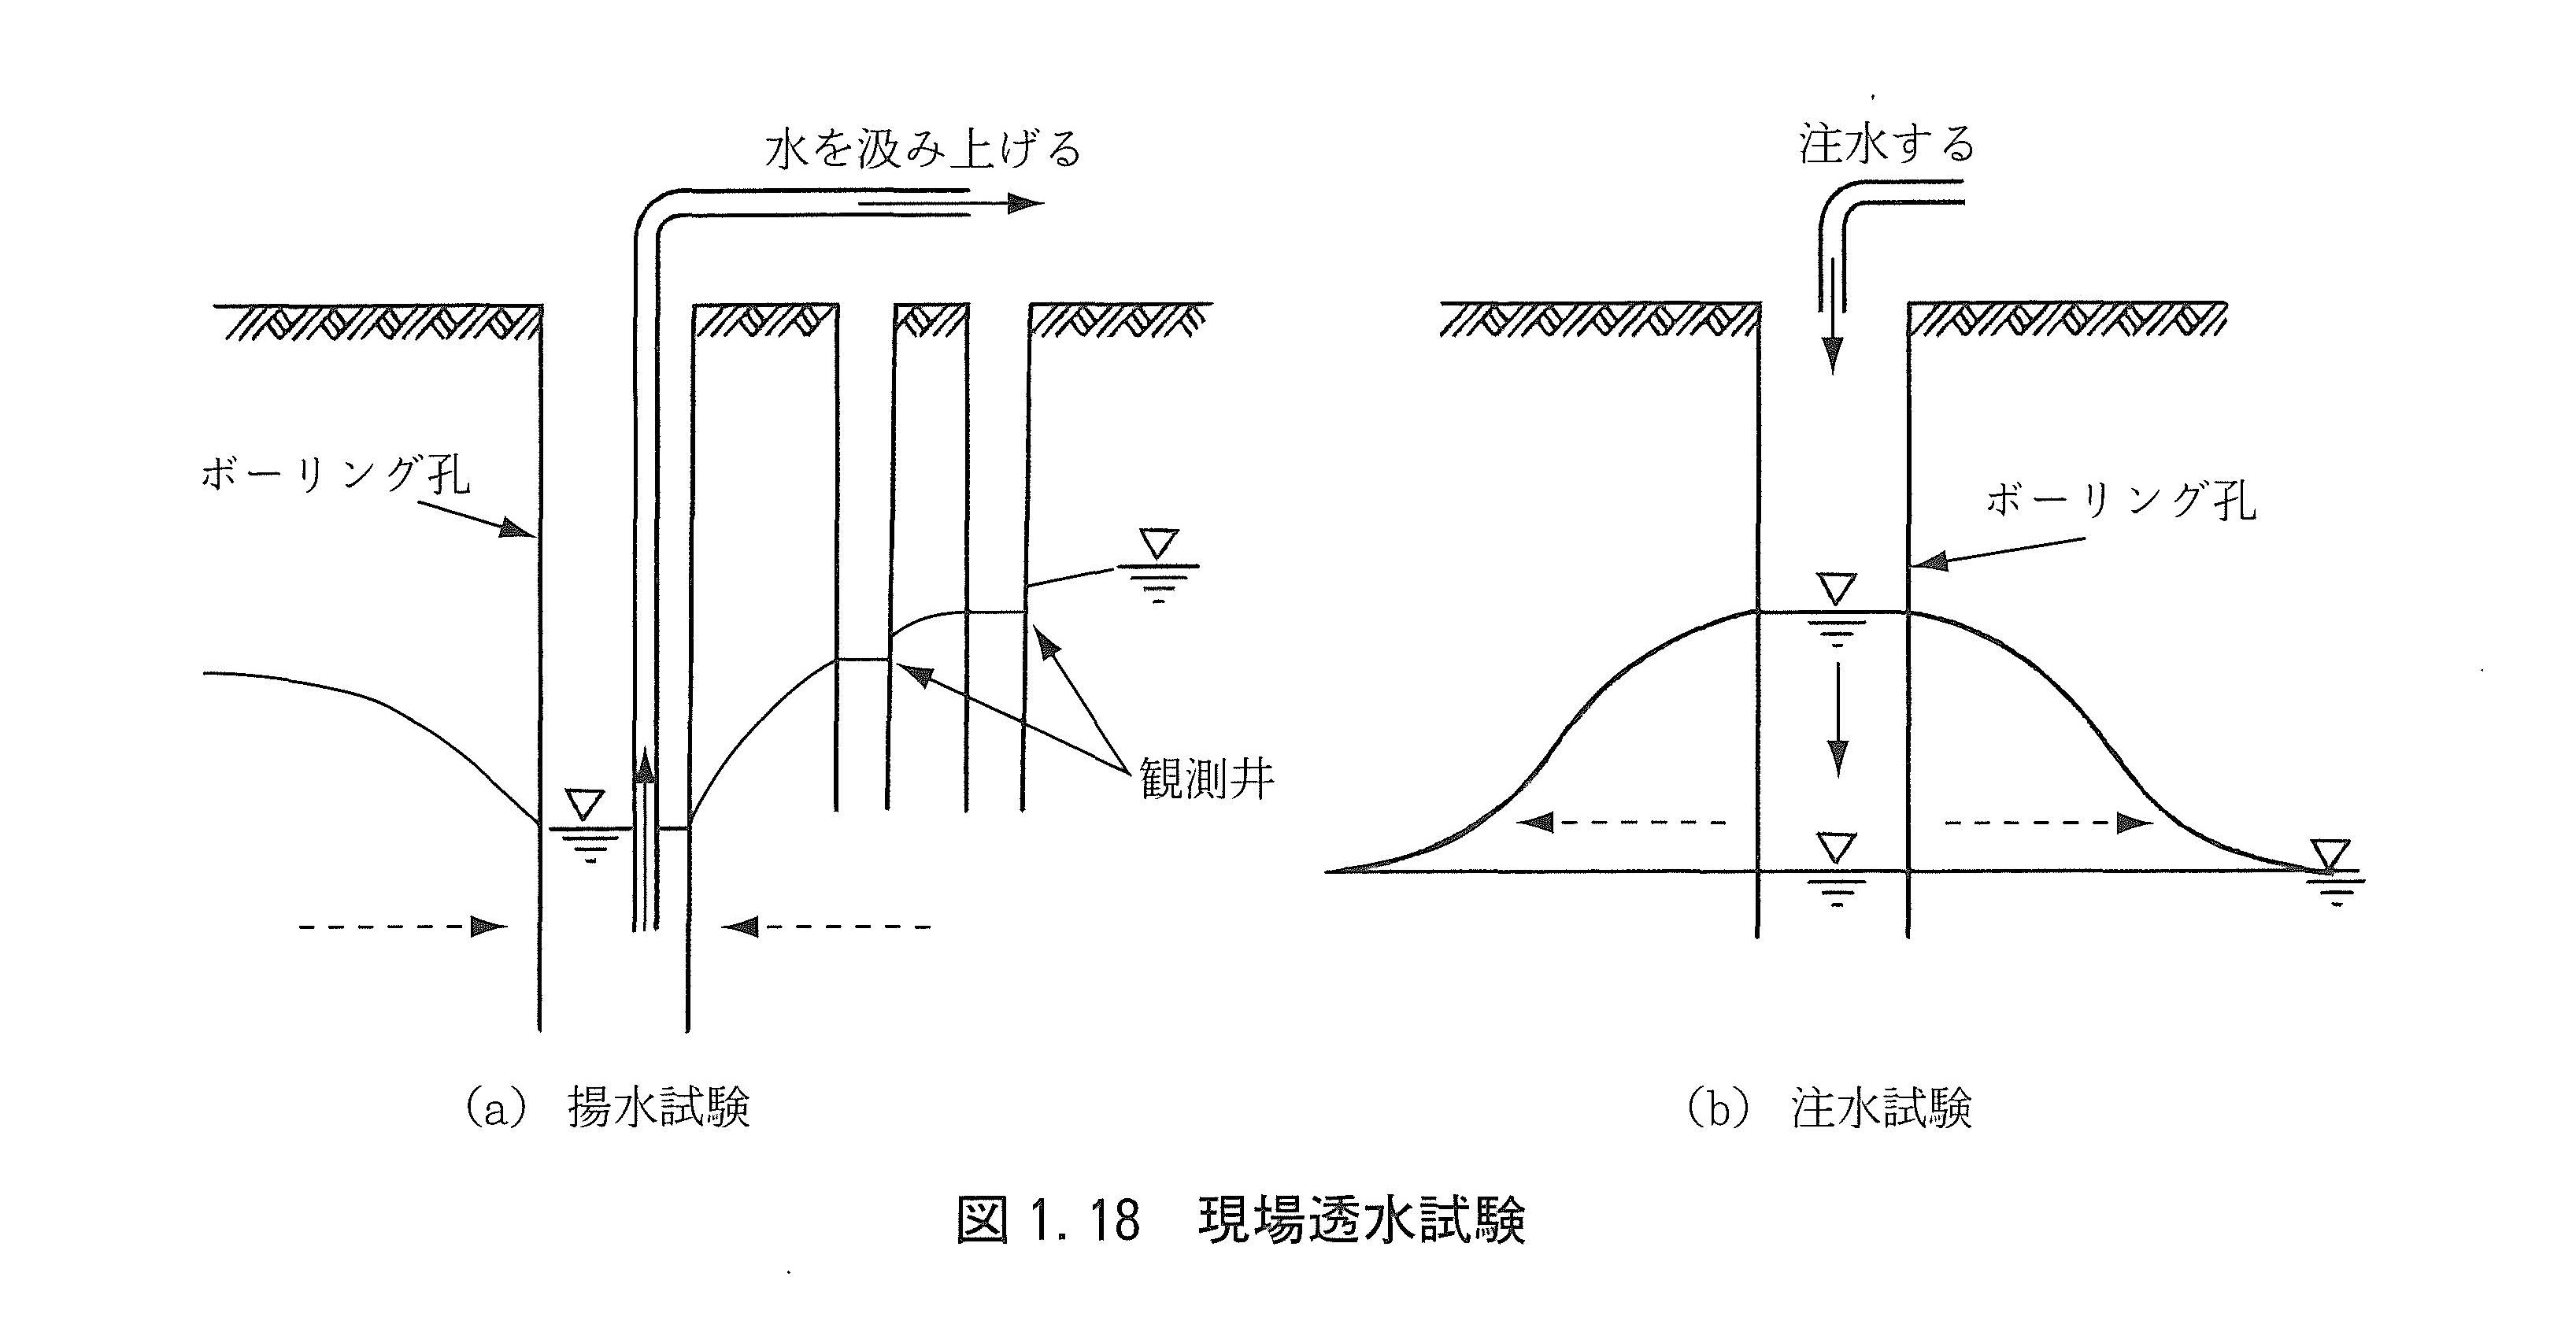 水を汲み上げる
注水する
ボーリング孔
ボーリング孔
観測井
(a) 揚水試験
(b) 注水試験
図 1. 18 現場透水試験